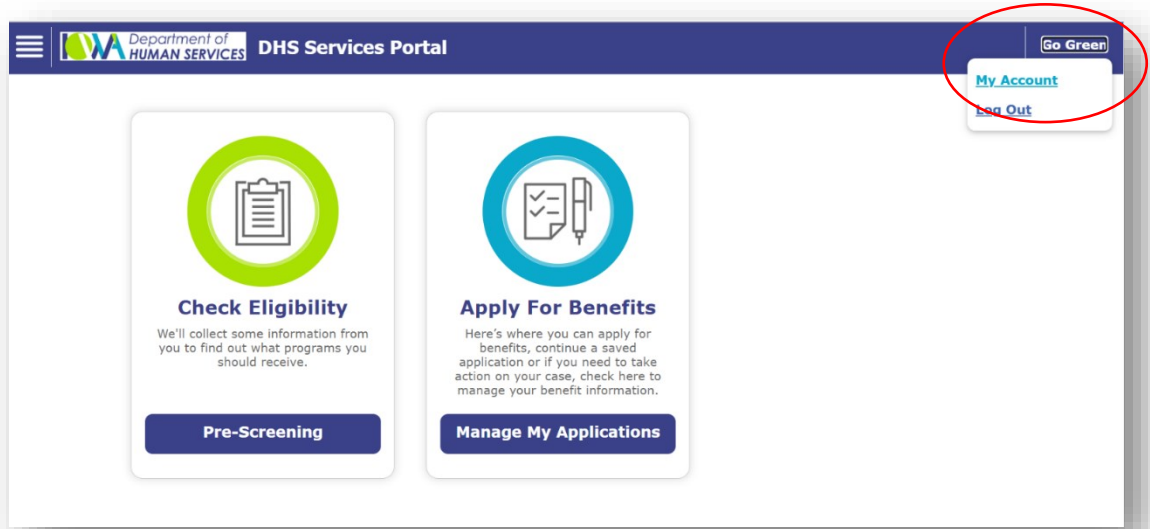 IOWA Department of
HUMAN SERVICES
DHS Services Portal
Go Green
My Account
Log Out
Check Eligibility
We'll collect some information from
you to find out what programs you
should receive.
Pre-Screening
Apply For Benefits
Here's where you can apply for
benefits, continue a saved
application or if you need to take
action on your case, check here to
manage your benefit information.
Manage My Applications